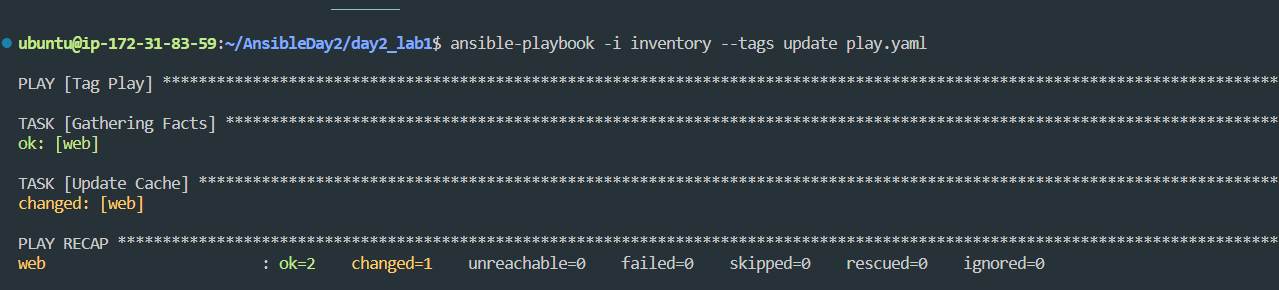 ubuntu@ip-172-31-83-59:~/AnsibleDay2/day2_lab1$ ansible-playbook -i inventory --tags update play.yaml
PLAY [Tag Play] ****************************************************************************************************************************
TASK [Gathering Facts] *********************************************************************************************************************
ok: [web]
TASK [Update Cache] ************************************************************************************************************************
changed: [web]
PLAY RECAP *********************************************************************************************************************************
web                        : ok=2    changed=1    unreachable=0    failed=0    skipped=0    rescued=0    ignored=0